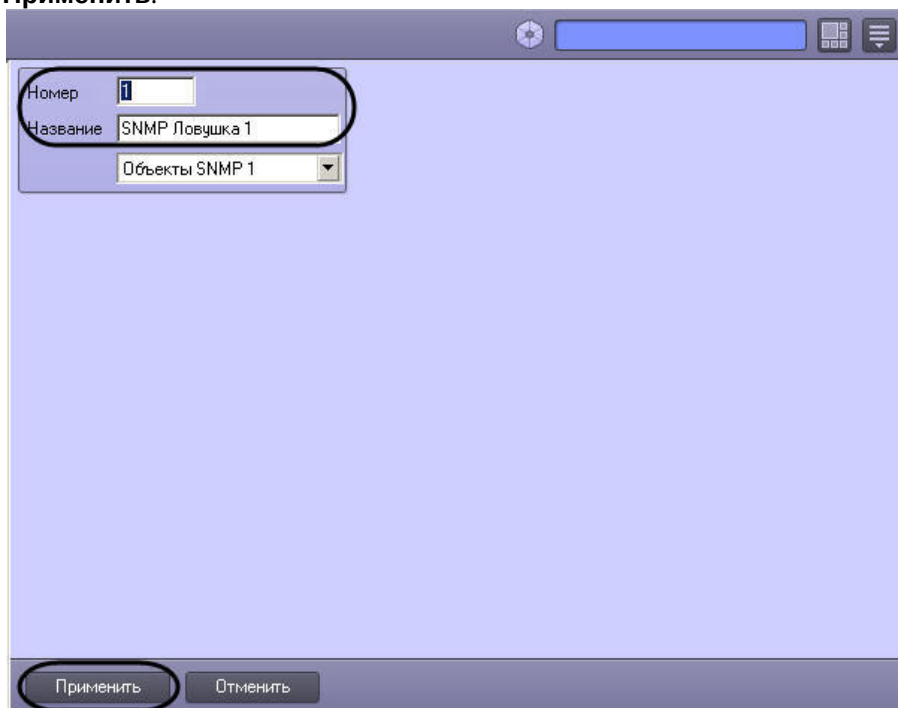 Применить.
Номер 1
Название SNMP Ловушка 1
Объекты SNMP 1
Применить Отменить